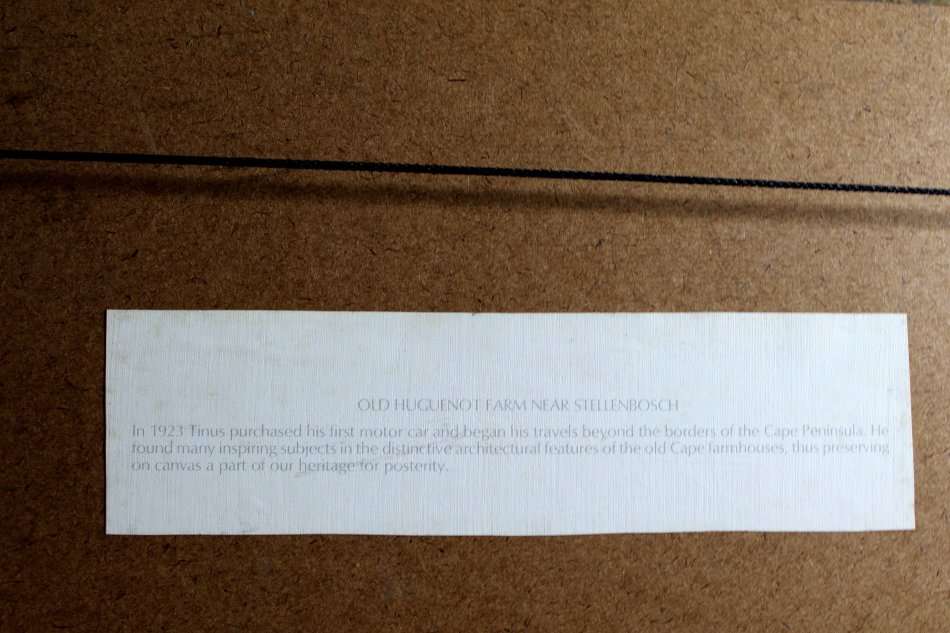 OLD HUGUENOT FARM NEAR STELLENBOSCH
In 1923 Tinus purchased his first motor car and began his travels beyond the borders of the Cape Peninsula. He
found many inspiring subjects in the distinctive architectural features of the old Cape farmhouses, thus preserving
on canvas a part of our heritage for posterity.